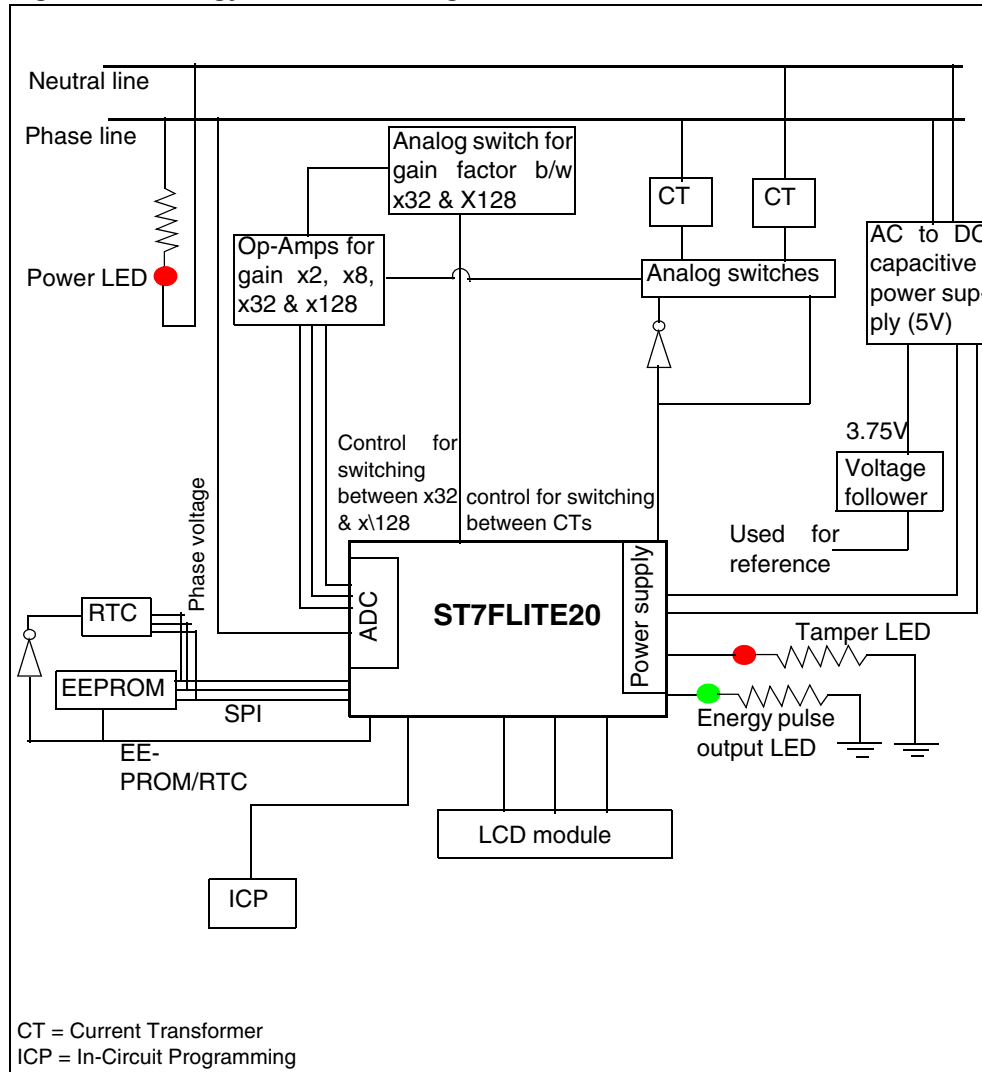 Neutral line
Phase line
Analog switch for
gain factor b/w
x32 & X128
CT
CT
Op-Amps for
gain x2, x8,
x32 & x128
Power LED
Analog switches
AC to DC
capacitive
power sup-
ply (5V)
3.75V
Voltage
follower
Control for
switching
between x32
& x\128
control for switching
between CTs
Used for
reference
Phase voltage
RTC
ADC
ST7FLITE20
Power supply
Tamper LED
EEPROM
SPI
Energy pulse
output LED
EE-
PROM/RTC
LCD module
ICP
CT = Current Transformer
ICP = In-Circuit Programming